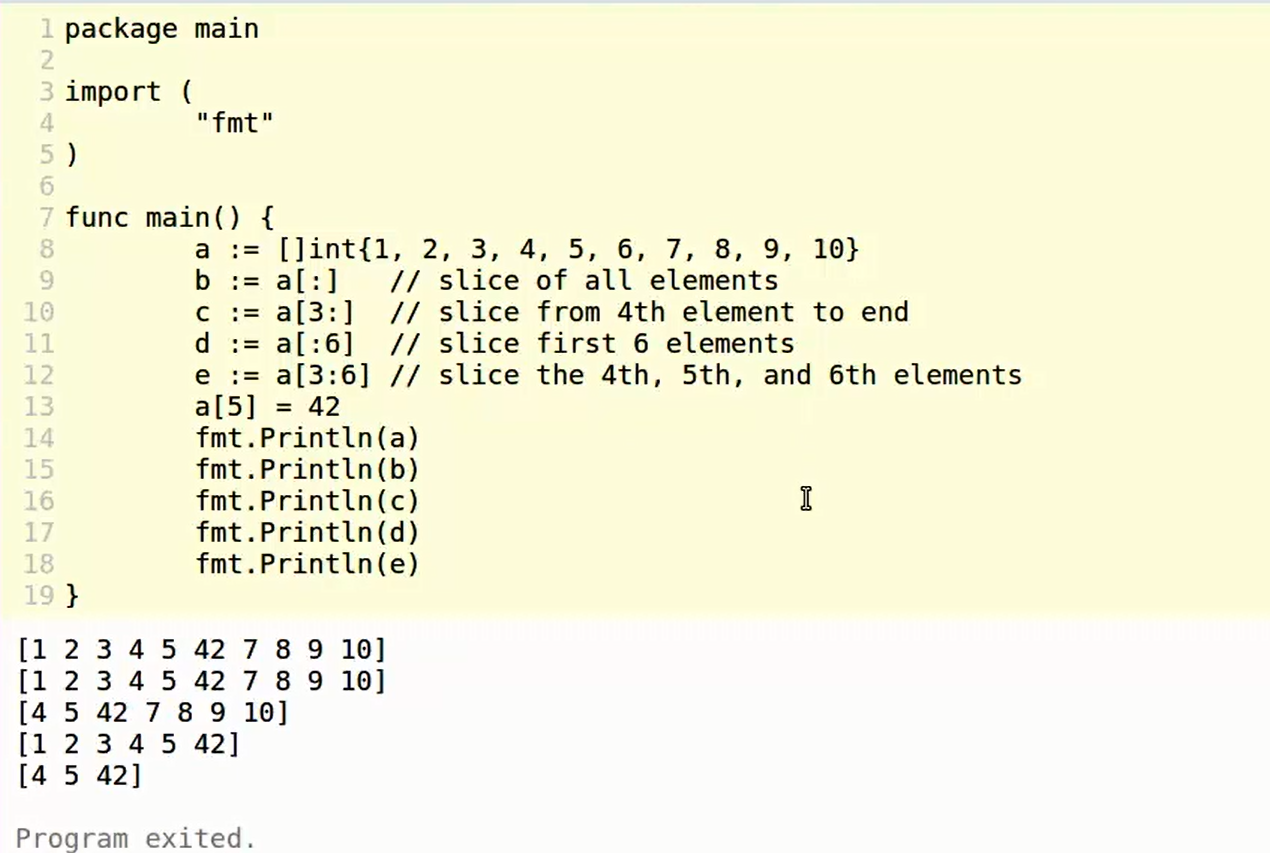 1 package main
2
3 import (
4 "fmt"
5 )
6
7 func main() {
8 a := []int{1, 2, 3, 4, 5, 6, 7, 8, 9, 10}
9 b := a[:] // slice of all elements
10 c := a[3:] // slice from 4th element to end
11 d := a[:6] // slice first 6 elements
12 e := a[3:6] // slice the 4th, 5th, and 6th elements
13 a[5] = 42
14 fmt.Println(a)
15 fmt.Println(b)
16 fmt.Println(c)
17 fmt.Println(d)
18 fmt.Println(e)
19 }
[1 2 3 4 5 42 7 8 9 10]
[1 2 3 4 5 42 7 8 9 10]
[4 5 42 7 8 9 10]
[1 2 3 4 5 42]
[4 5 42]
Program exited.